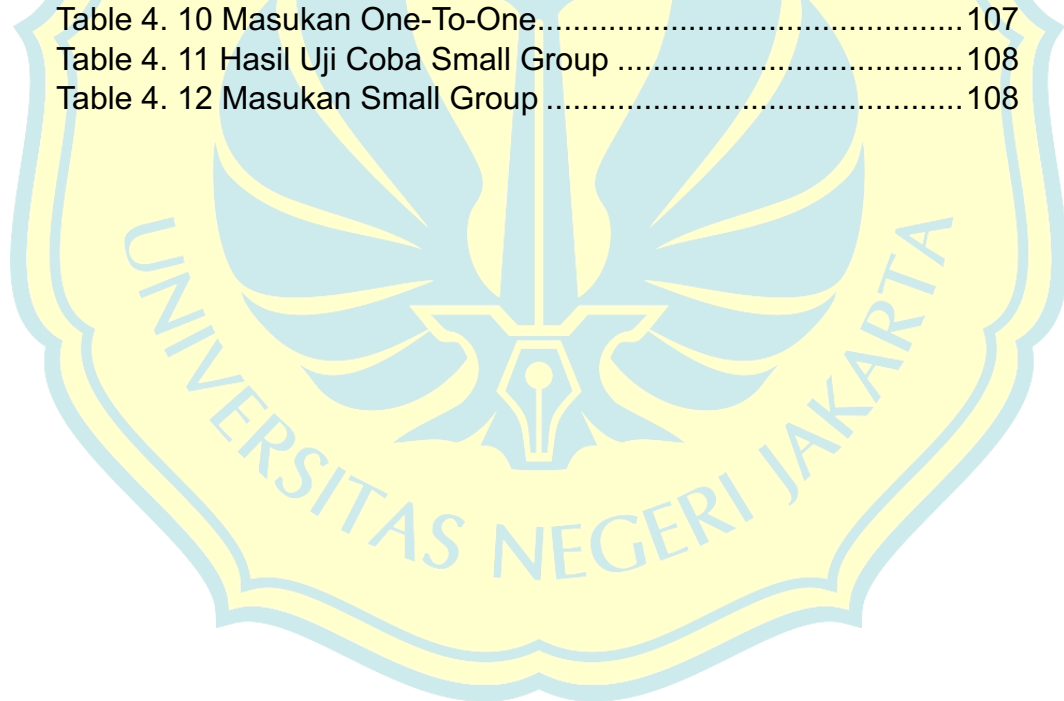 Table 4. 10 Masukan One-To-One..............................................107
Table 4. 11 Hasil Uji Coba Small Group .....................................108
Table 4. 12 Masukan Small Group .............................................108
UNIVERSITAS NEGERI JAKARTA